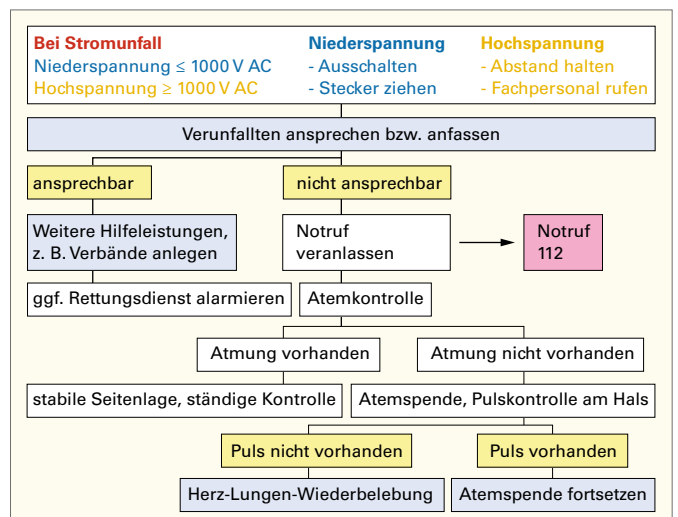 Bei Stromunfall
Niederspannung ≤ 1000 V AC
Hochspannung ≥ 1000 V AC
Niederspannung
- Ausschalten
- Stecker ziehen
Hochspannung
- Abstand halten
- Fachpersonal rufen
Verunfallten ansprechen bzw. anfassen
ansprechbar
nicht ansprechbar
Weitere Hilfeleistungen,
z. B. Verbände anlegen
Notruf
veranlassen
Notruf
112
ggf. Rettungsdienst alarmieren
Atemkontrolle
Atmung vorhanden
Atmung nicht vorhanden
stabile Seitenlage, ständige Kontrolle
Atemspende, Pulskontrolle am Hals
Puls nicht vorhanden
Puls vorhanden
Herz-Lungen-Wiederbelebung
Atemspende fortsetzen